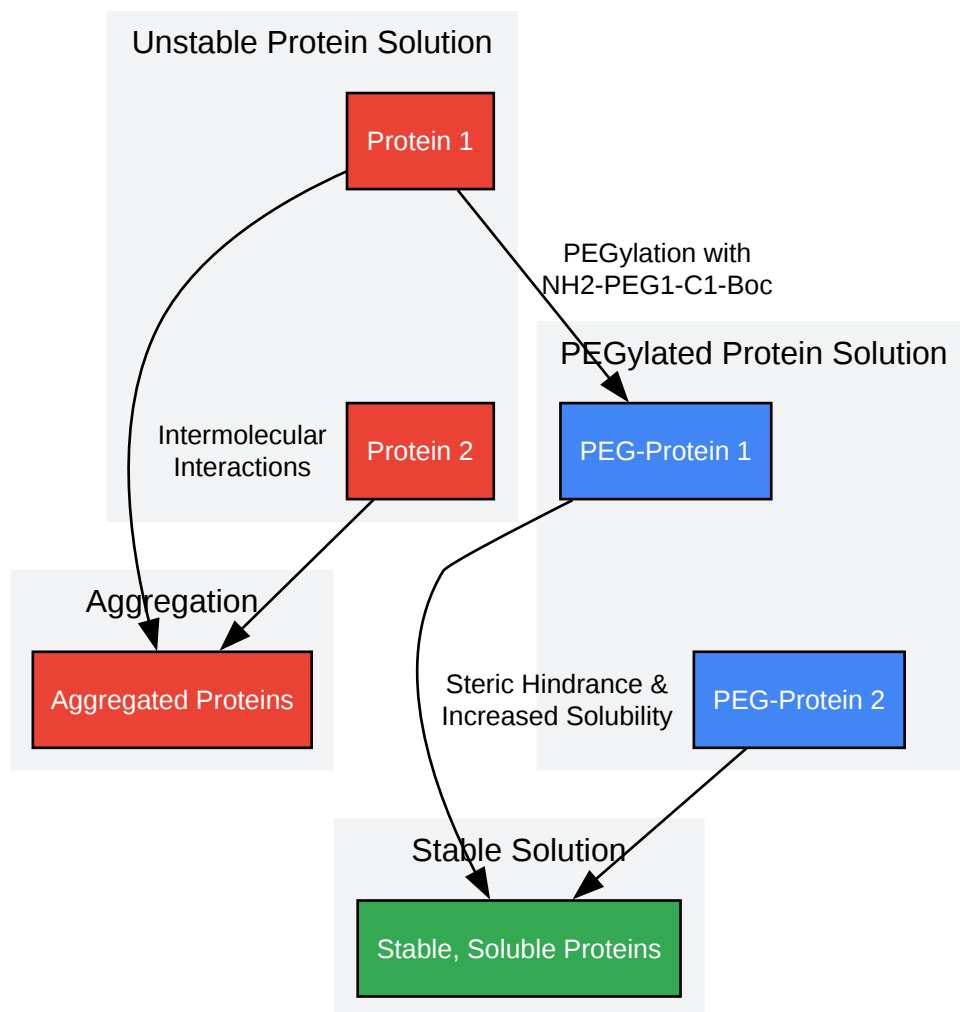 Unstable Protein Solution
Protein 1
PEGylation with
NH2-PEG1-C1-Boc
PEGylated Protein Solution
Intermolecular
Interactions
Protein 2
PEG-Protein 1
Aggregation
Aggregated Proteins
Steric Hindrance &
Increased Solubility
PEG-Protein 2
Stable Solution
Stable, Soluble Proteins